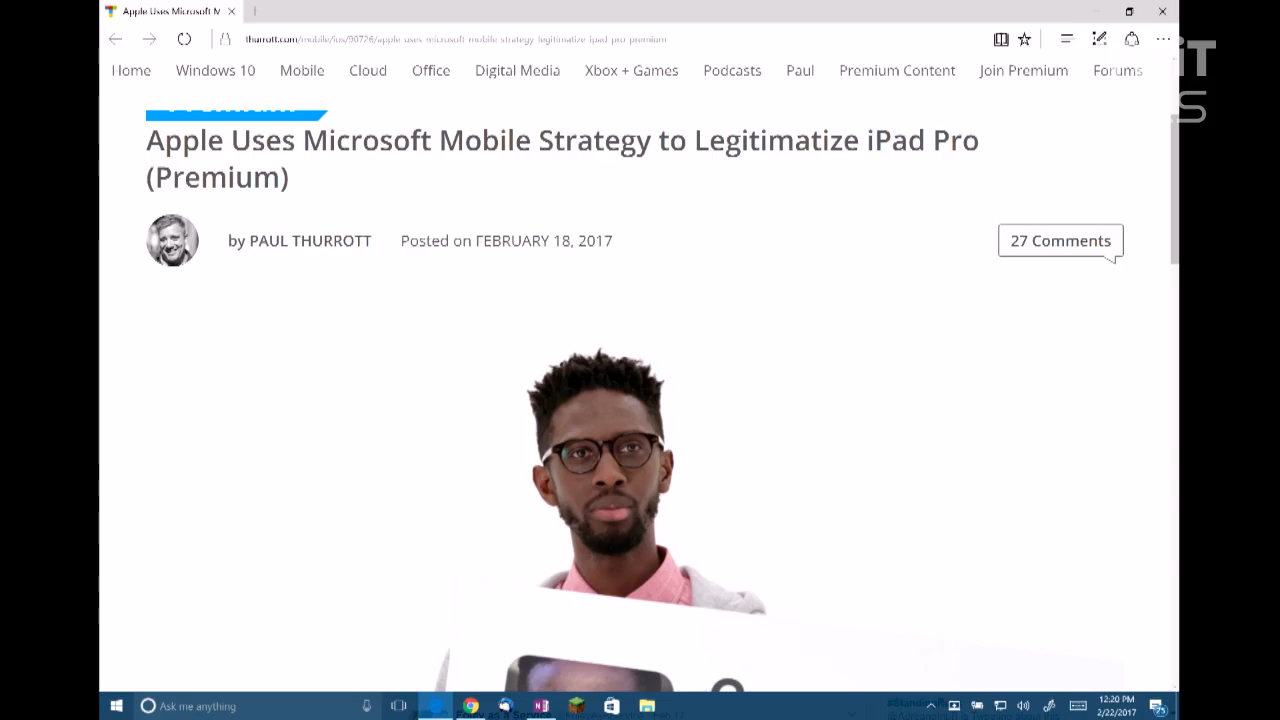 Apple Uses Microsoft M
thurrott.com/mobile/ios/90726/apple-uses-microsoft-mobile-strategy-legitimatize-ipad-pro-premium
Home Windows 10 Mobile Cloud Office Digital Media Xbox + Games Podcasts Paul Premium Content Join Premium Forums
iT
S
Apple Uses Microsoft Mobile Strategy to Legitimatize iPad Pro
(Premium)
by PAUL THURROTT Posted on FEBRUARY 18, 2017
27 Comments
Ask me anything
12:20 PM
2/22/2017
25